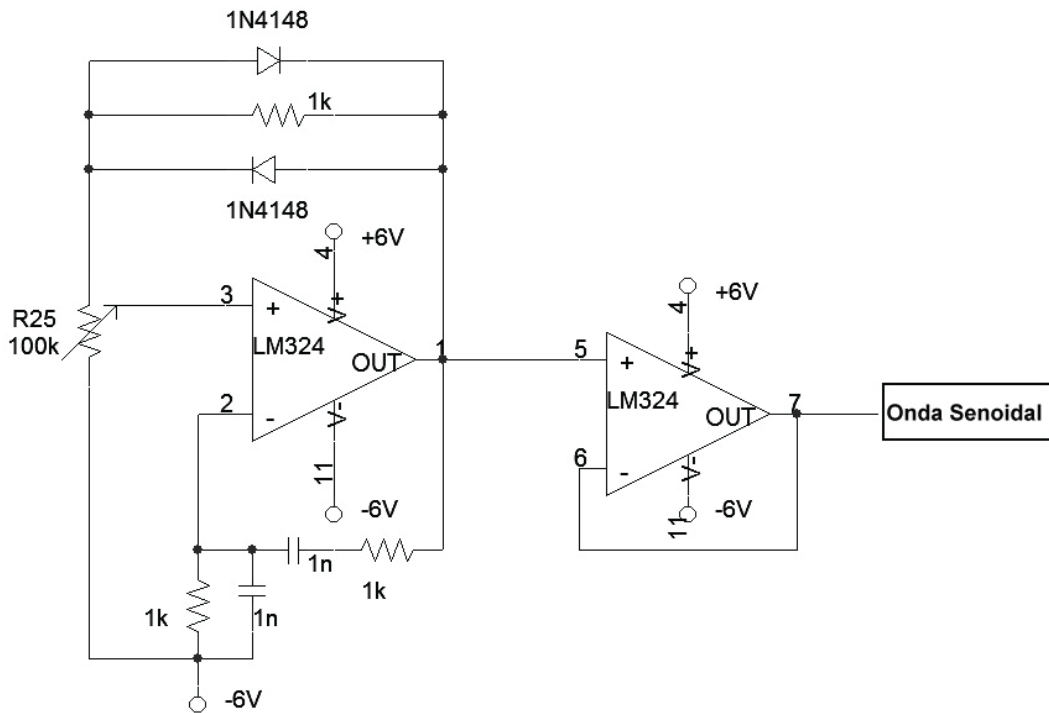 1N4148
1k
1N4148
+6V
4
V+
3
+
LM324
OUT
1
R25
100k
2
-
V-
11
-6V
1n
1k
1k
1n
-6V
+6V
4
V+
5
+
LM324
OUT
7
Onda Senoidal
6
-
V-
-6V
11